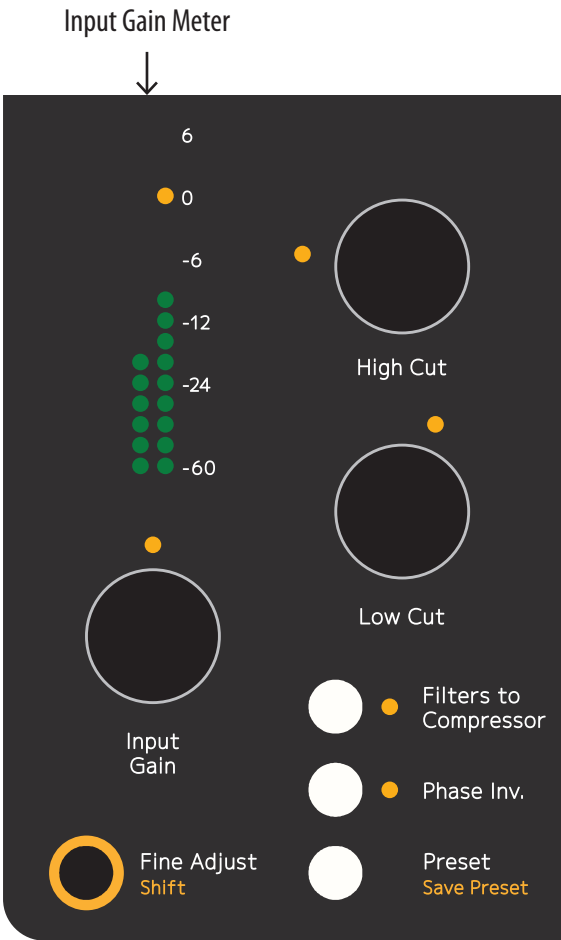 Input Gain Meter
6
0
-6
-12
-24
-60
High Cut
Low Cut
Input
Gain
Filters to
Compressor
Phase Inv.
Fine Adjust
Shift
Preset
Save Preset